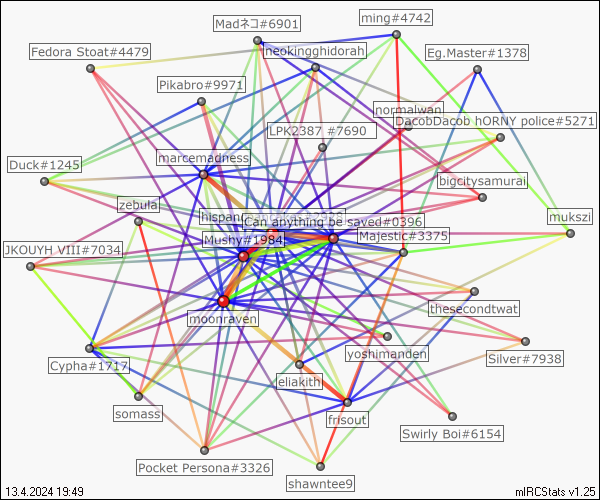 Madネコ#6901
ming#4742
Fedora Stoat#4479
neokingghidorah
Eg.Master#1378
Pikabro#9971
normalwan
DacobDacob hORNY police#5271
LPK2387 #7690
marcemadness
Duck#1245
bigcitysamurai
zebula
Can anything be saved#0396
mukszi
Mushy#1984
Majestic#3375
JKOUYH VIII#7034
thesecondtwat
moonraven
yoshimanden
Silver#7938
Cypha#1717
eliakith
somass
frisout
Swirly Boi#6154
Pocket Persona#3326
shawntee9
13.4.2024 19:49
mIRCStats v1.25